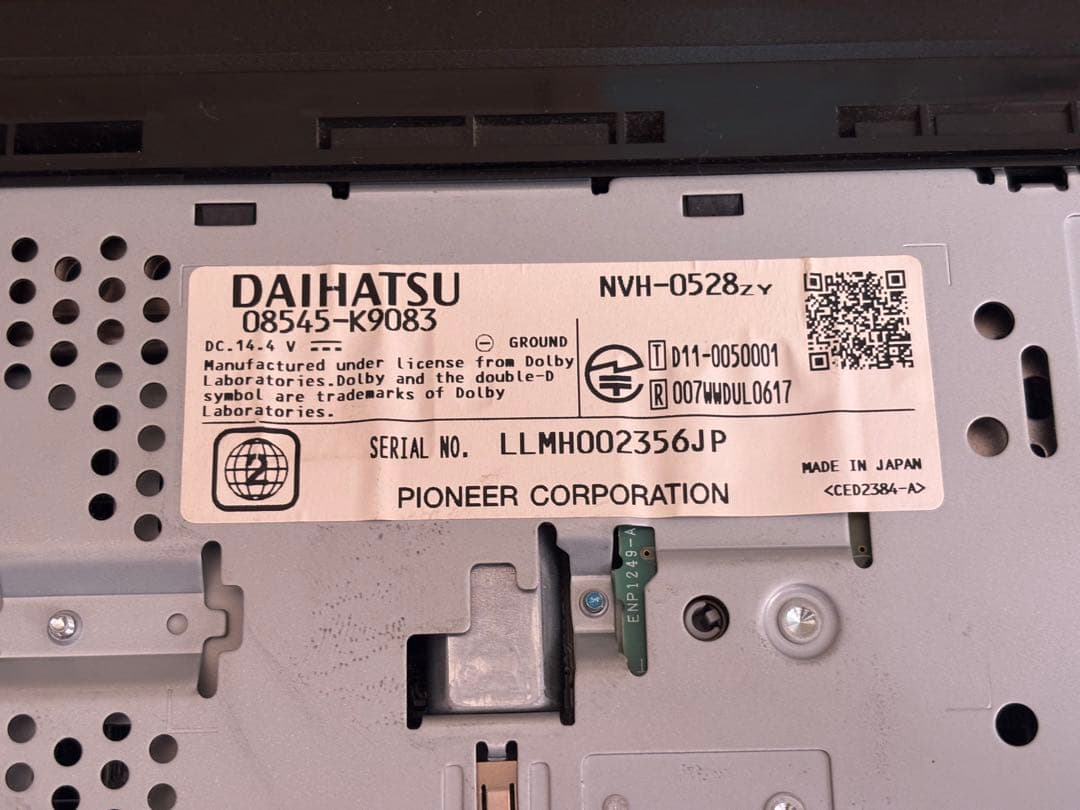 DAIHATSU
08545-K9083
NVH-0528ZY
DC.14.4 V
⊖ GROUND
Manufactured under license from Dolby
Laboratories.Dolby and the double-D
symbol are trademarks of Dolby
Laboratories.
T D11-0050001
R 007WWDUL0617
2
SERIAL NO. LLMH002356JP
PIONEER CORPORATION
MADE IN JAPAN
<CED2384-A>
ENP1249-A